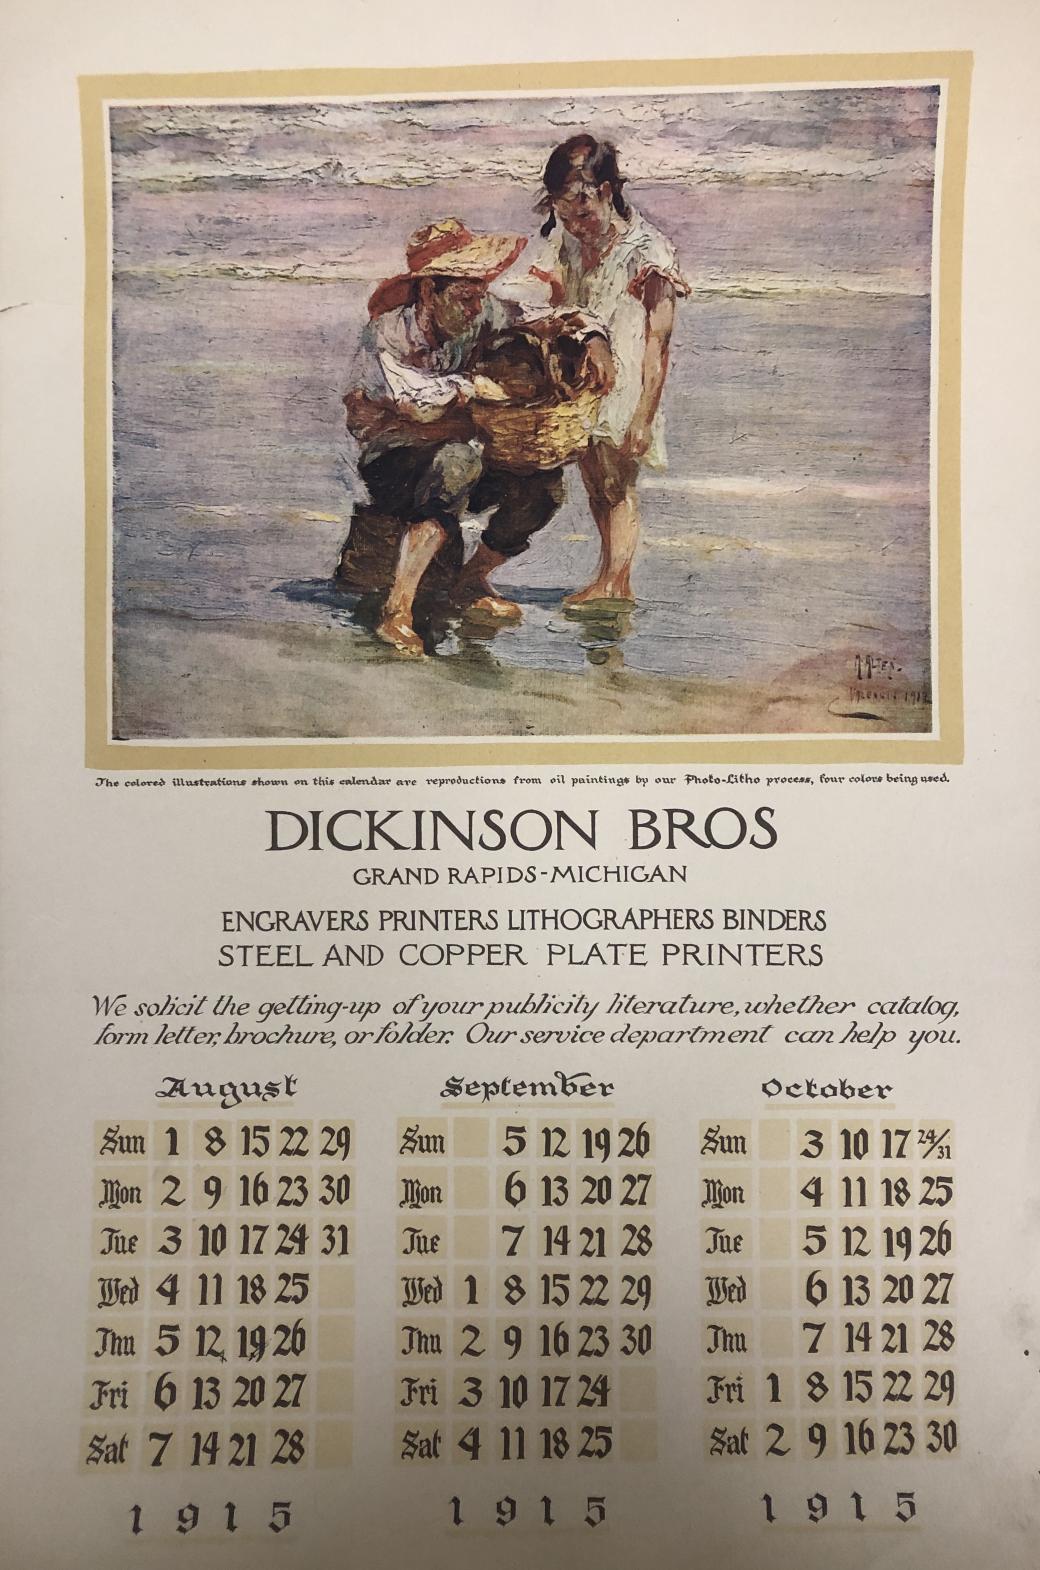 A. ALTEN.
VALENCIA 1912
The colored illustrations shown on this calendar are reproductions from oil paintings by our Photo-Litho process, four colors being used.
DICKINSON BROS
GRAND RAPIDS-MICHIGAN
ENGRAVERS PRINTERS LITHOGRAPHERS BINDERS
STEEL AND COPPER PLATE PRINTERS
We solicit the getting-up of your publicity literature, whether catalog,
form letter, brochure, or folder. Our service department can help you.
August
Sun 1 8 15 22 29
Mon 2 9 16 23 30
Tue 3 10 17 24 31
Wed 4 11 18 25
Thu 5 12 19 26
Fri 6 13 20 27
Sat 7 14 21 28
1915
September
Sun 5 12 19 26
Mon 6 13 20 27
Tue 7 14 21 28
Wed 1 8 15 22 29
Thu 2 9 16 23 30
Fri 3 10 17 24
Sat 4 11 18 25
1915
October
Sun 3 10 17 24/31
Mon 4 11 18 25
Tue 5 12 19 26
Wed 6 13 20 27
Thu 7 14 21 28
Fri 1 8 15 22 29
Sat 2 9 16 23 30
1915